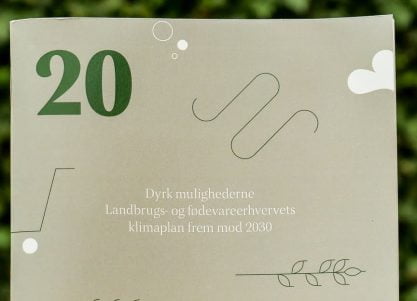 20
Dyrk mulighederne
Landbrugs- og fødevareerhvervets
klimaplan frem mod 2030